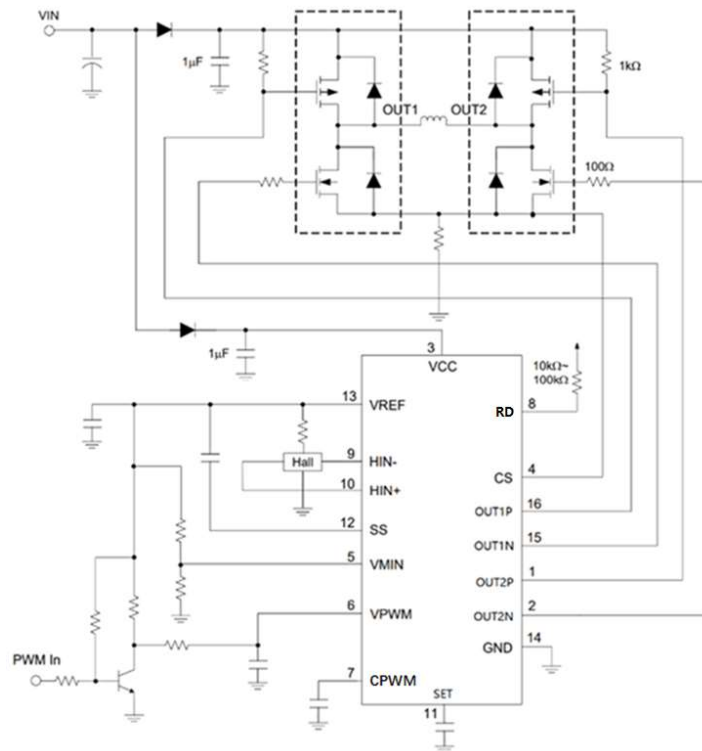 VIN
1μF
1kΩ
OUT1
OUT2
100Ω
1μF
3
VCC
10kΩ~
100kΩ
13
VREF
RD
8
Hall
9
HIN-
10
HIN+
CS
4
OUT1P
16
12
SS
OUT1N
15
5
VMIN
OUT2P
1
6
VPWM
OUT2N
2
GND
14
PWM In
7
CPWM
SET
11